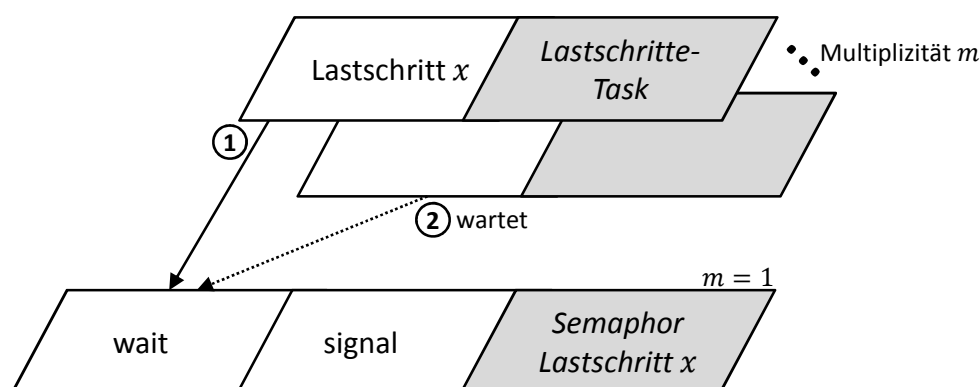 Lastschritt x
Lastschritte-
Task
Multiplizität m
1
2 wartet
m = 1
wait
signal
Semaphor
Lastschritt x